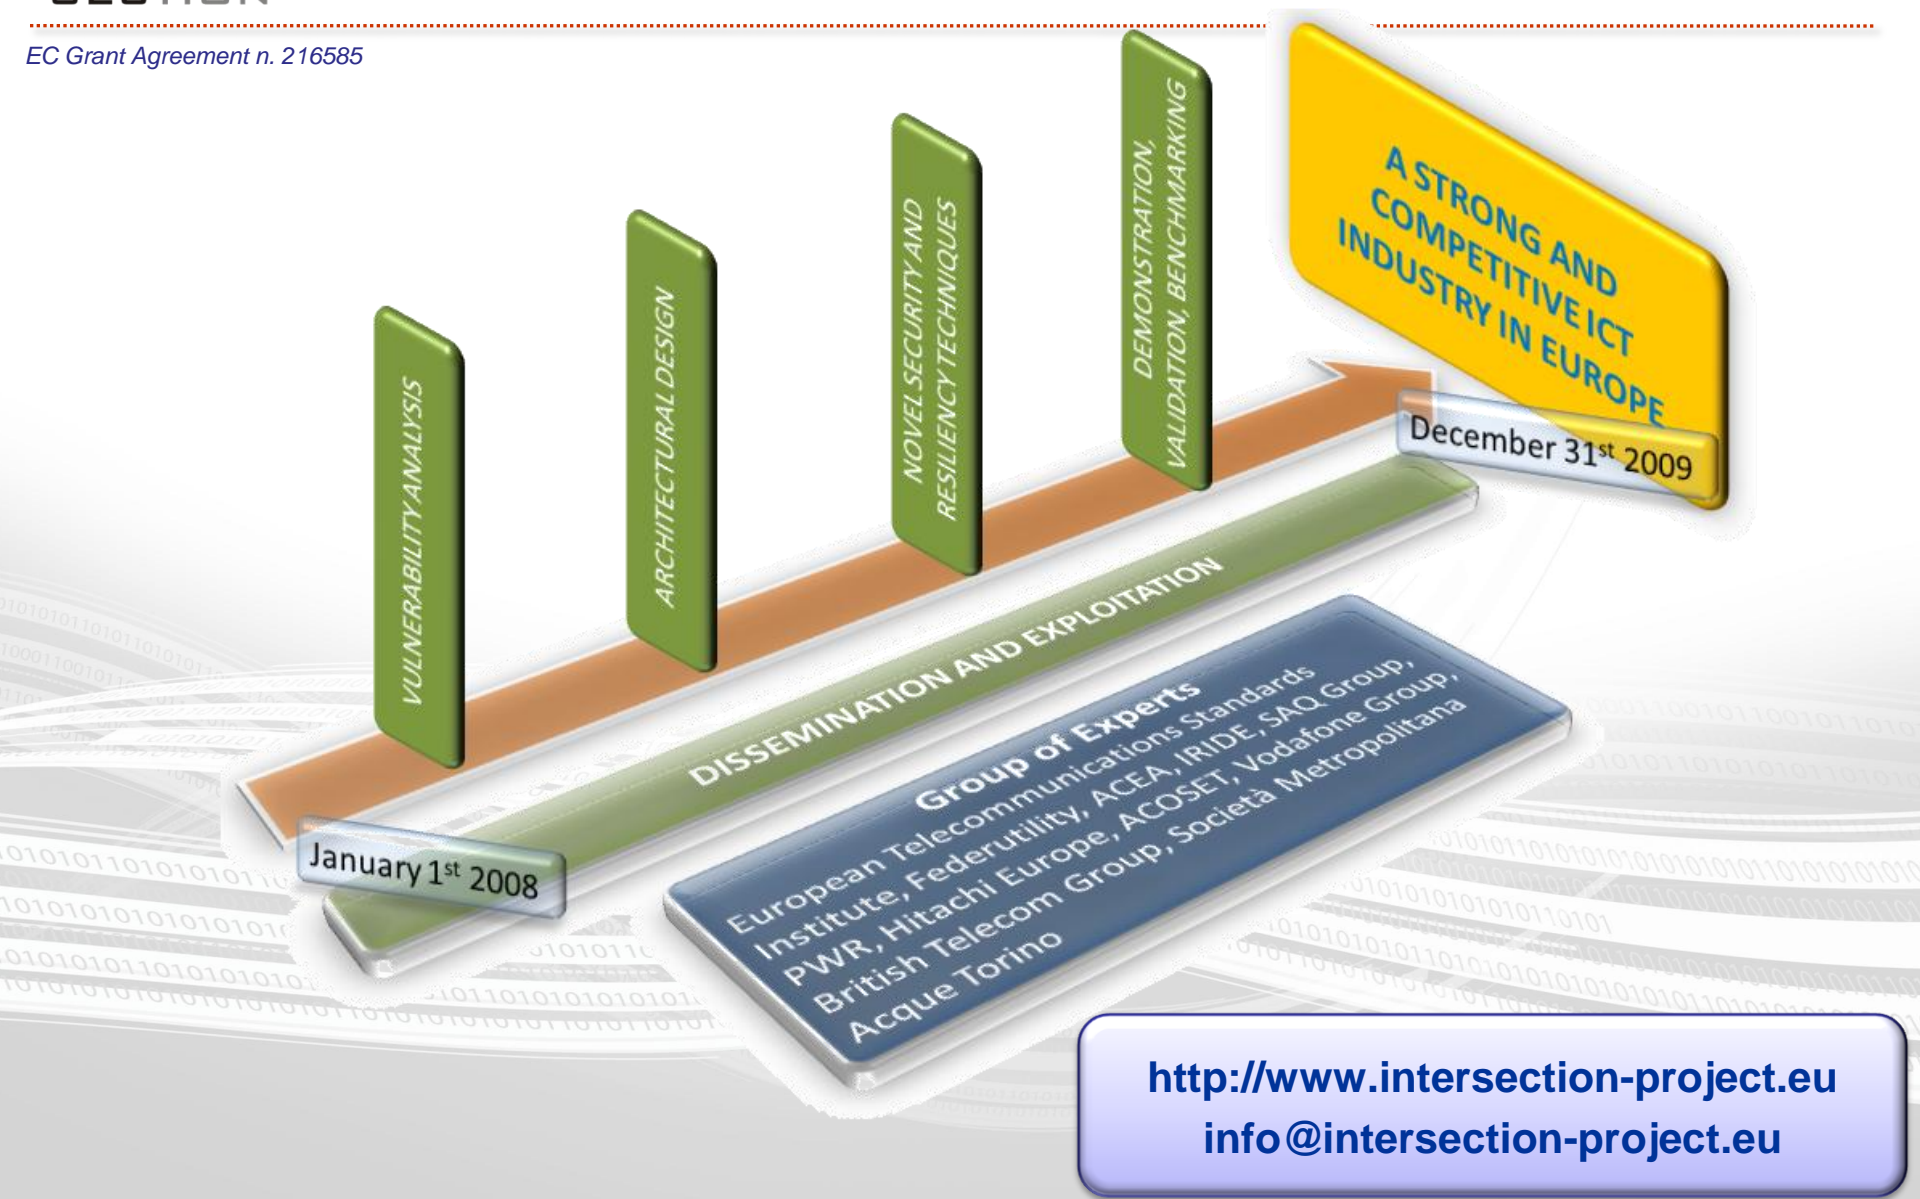 EC Grant Agreement n. 216585
VULNERABILITY ANALYSIS
ARCHITECTURAL DESIGN
NOVEL SECURITY AND
RESILIENCY TECHNIQUES
DEMONSTRATION,
VALIDATION, BENCHMARKING
A STRONG AND
COMPETITIVE ICT
INDUSTRY IN EUROPE
December 31st 2009
January 1st 2008
DISSEMINATION AND EXPLOITATION
Group of Experts
European Telecommunications Standards
Institute, Federutility, ACEA, IRIDE, SAQ Group,
PWR, Hitachi Europe, ACOSET, Vodafone Group,
British Telecom Group, Società Metropolitana
Acque Torino
http://www.intersection-project.eu
info@intersection-project.eu